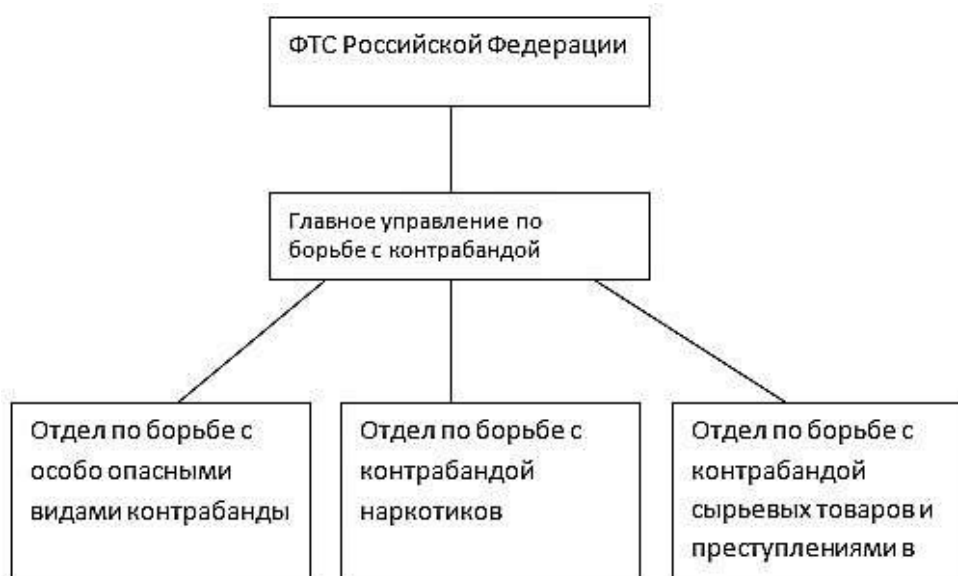 ФТС Российской Федерации
Главное управление по
борьбе с контрабандой
Отдел по борьбе с
особо опасными
видами контрабанды
Отдел по борьбе с
контрабандой
наркотиков
Отдел по борьбе с
контрабандой
сырьевых товаров и
преступлениями в